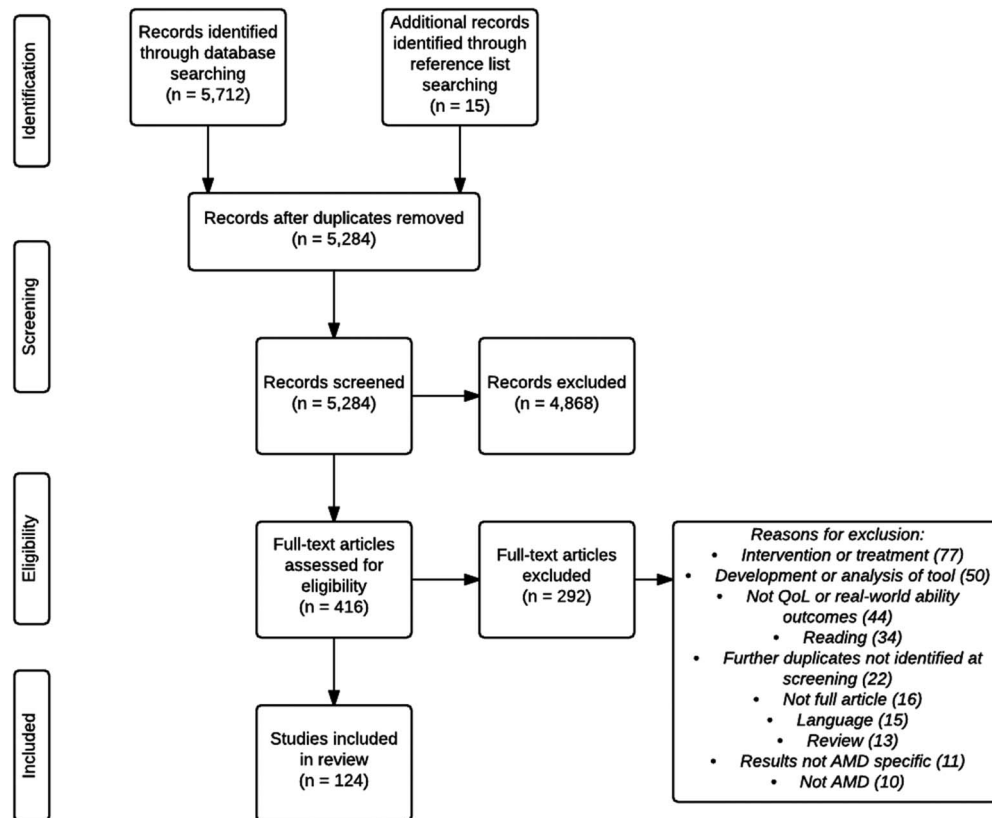 Identification
Records identified
through database
searching
(n = 5,712)
Additional records
identified through
reference list
searching
(n = 15)
Records after duplicates removed
(n = 5,284)
Screening
Records screened
(n = 5,284)
Records excluded
(n = 4,868)
Eligibility
Full-text articles
assessed for
eligibility
(n = 416)
Full-text articles
excluded
(n = 292)
Reasons for exclusion:
• Intervention or treatment (77)
• Development or analysis of tool (50)
• Not QoL or real-world ability
outcomes (44)
• Reading (34)
• Further duplicates not identified at
screening (22)
• Not full article (16)
• Language (15)
• Review (13)
• Results not AMD specific (11)
• Not AMD (10)
Included
Studies included
in review
(n = 124)